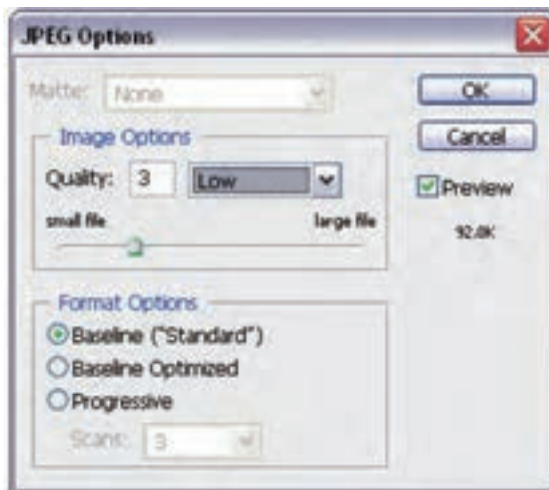 JPEG Options
Matte: None
OK
Image Options
Cancel
Quality: 3 Low
Preview
small file large file
92.8K
Format Options
Baseline ("Standard")
Baseline Optimized
Progressive
Scans: 3